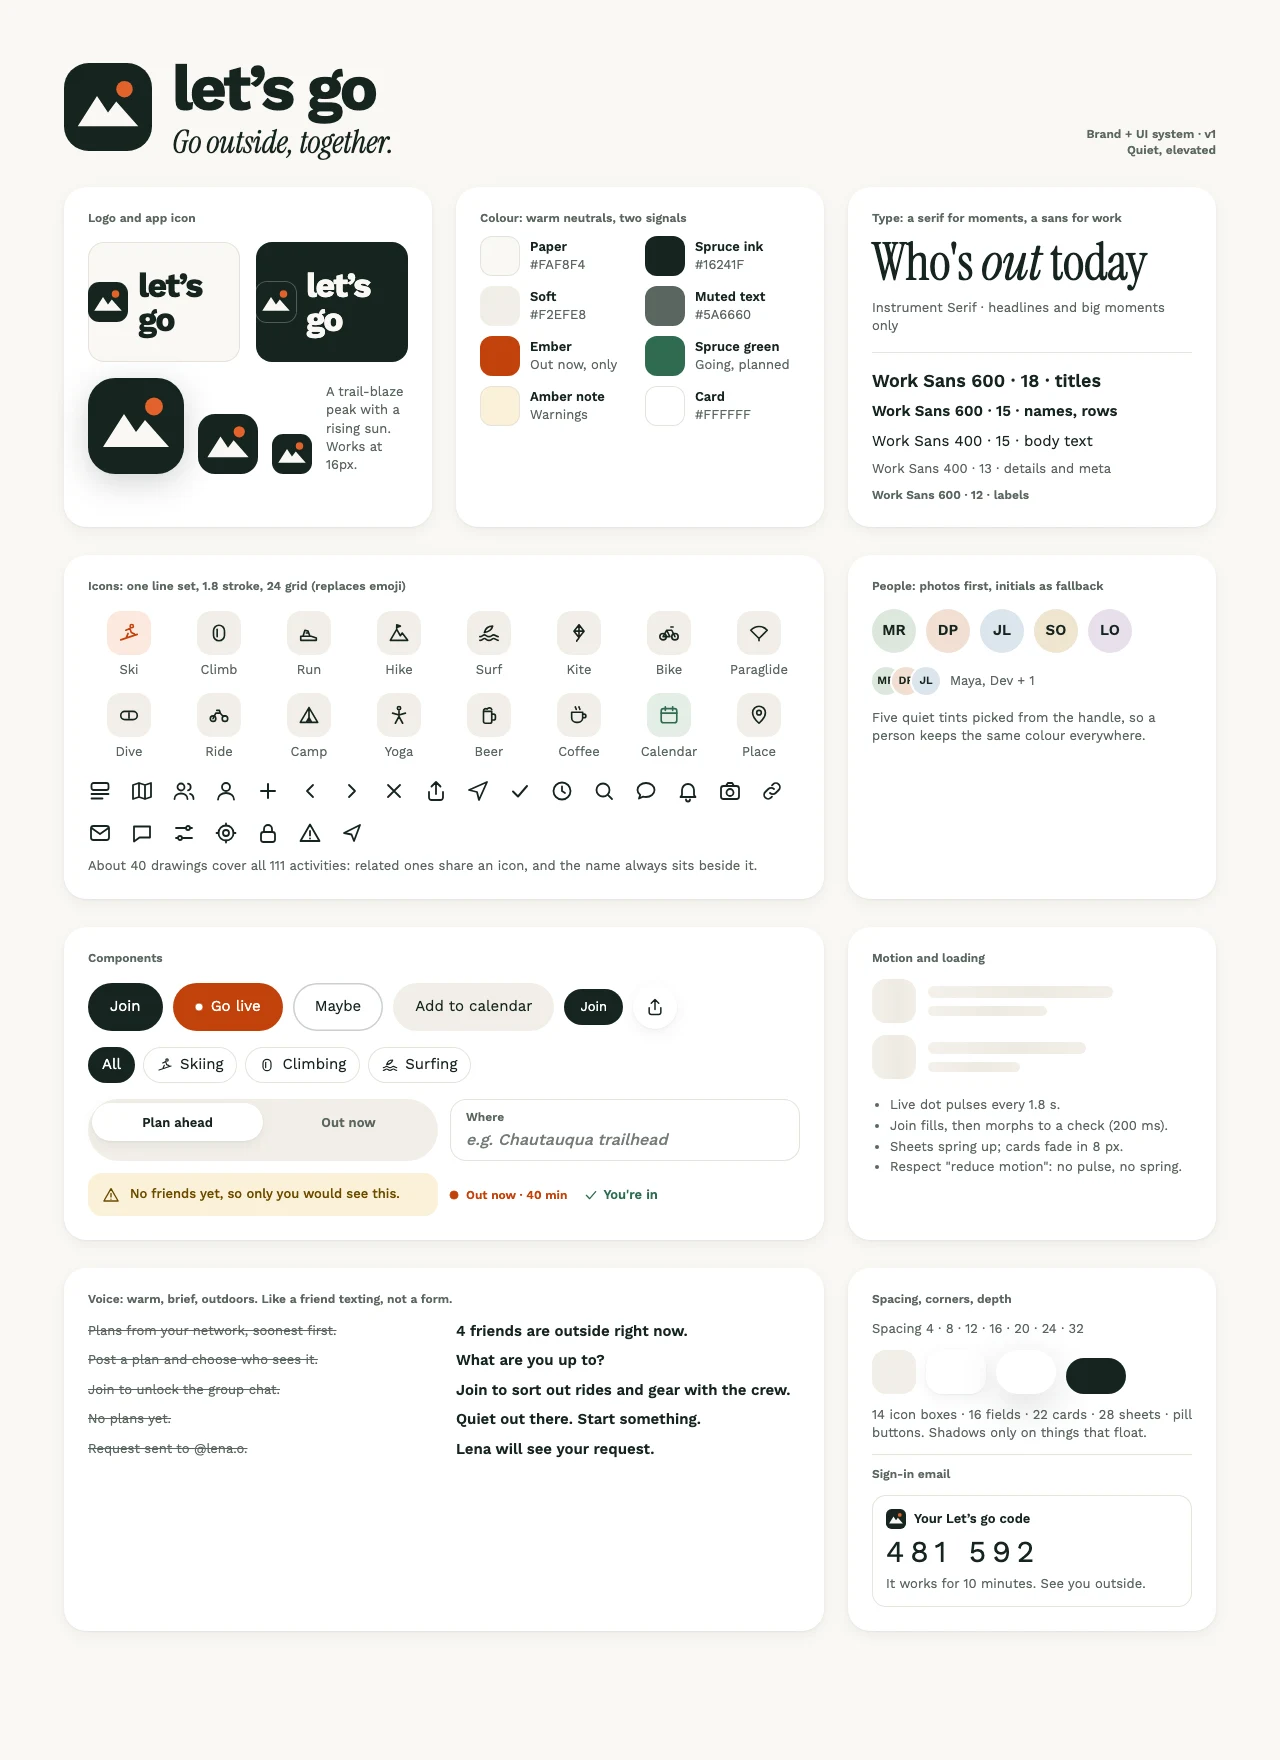 let's go
Go outside, together.
Brand + UI system · v1
Quiet, elevated
Logo and app icon
let's
go
let's
go
A trail-blaze
peak with a
rising sun.
Works at
16px.
Colour: warm neutrals, two signals
Paper
#FAF8F4
Spruce ink
#16241F
Soft
#F2EFE8
Muted text
#5A6660
Ember
Out now, only
Spruce green
Going, planned
Amber note
Warnings
Card
#FFFFFF
Type: a serif for moments, a sans for work
Who's out today
Instrument Serif · headlines and big moments
only
Work Sans 600 · 18 · titles
Work Sans 600 · 15 · names, rows
Work Sans 400 · 15 · body text
Work Sans 400 · 13 · details and meta
Work Sans 600 · 12 · labels
Icons: one line set, 1.8 stroke, 24 grid (replaces emoji)
Ski
Climb
Run
Hike
Surf
Kite
Bike
Paraglide
Dive
Ride
Camp
Yoga
Beer
Coffee
Calendar
Place
About 40 drawings cover all 111 activities: related ones share an icon, and the name always sits beside it.
People: photos first, initials as fallback
MR
DP
JL
SO
LO
JL
Maya, Dev + 1
Five quiet tints picked from the handle, so a
person keeps the same colour everywhere.
Components
Join
Go live
Maybe
Add to calendar
Join
All
Skiing
Climbing
Surfing
Plan ahead
Out now
Where
e.g. Chautauqua trailhead
No friends yet, so only you would see this.
Out now · 40 min
You're in
Motion and loading
• Live dot pulses every 1.8 s.
• Join fills, then morphs to a check (200 ms).
• Sheets spring up; cards fade in 8 px.
• Respect "reduce motion": no pulse, no spring.
Voice: warm, brief, outdoors. Like a friend texting, not a form.
Plans from your network, soonest first.
4 friends are outside right now.
Post a plan and choose who sees it.
What are you up to?
Join to unlock the group chat.
Join to sort out rides and gear with the crew.
No plans yet.
Quiet out there. Start something.
Request sent to @lena.o.
Lena will see your request.
Spacing, corners, depth
Spacing 4 · 8 · 12 · 16 · 20 · 24 · 32
14 icon boxes · 16 fields · 22 cards · 28 sheets · pill
buttons. Shadows only on things that float.
Sign-in email
Your Let's go code
481 592
It works for 10 minutes. See you outside.